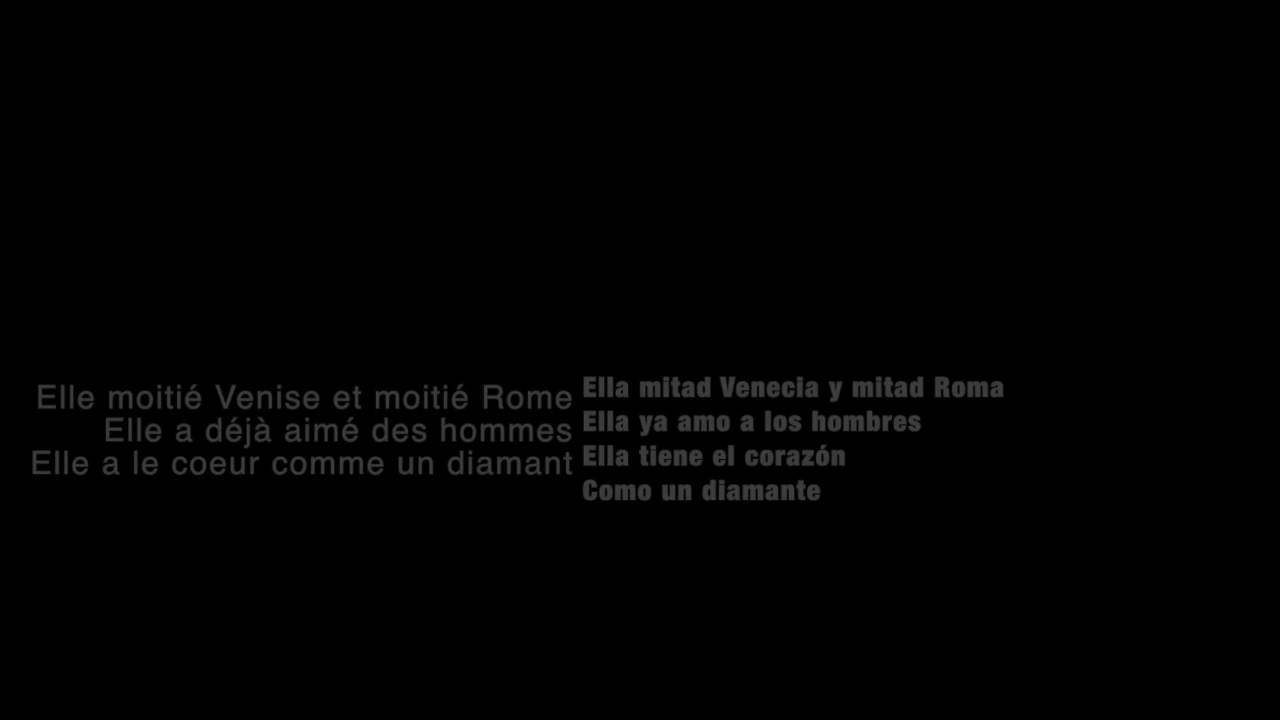 Elle moitié Venise et moitié Rome
Elle a déjà aimé des hommes
Elle a le coeur comme un diamant
Ella mitad Venecia y mitad Roma
Ella ya amo a los hombres
Ella tiene el corazón
Como un diamante